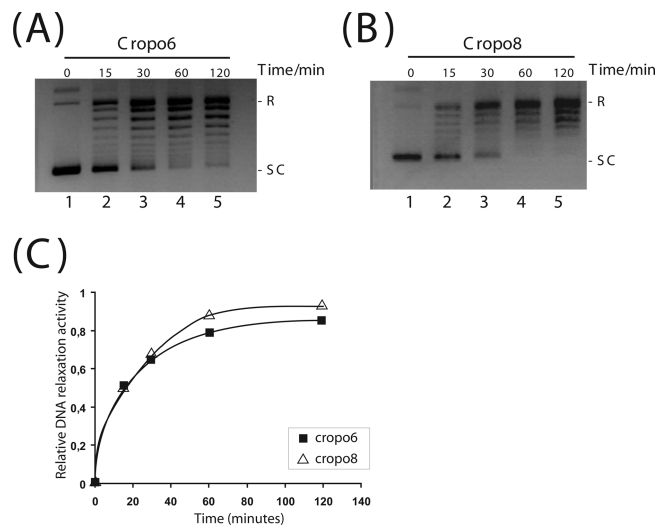 (A)
Cropo6
0 15 30 60 120 Time/min
- R
- SC
1 2 3 4 5
(B)
Cropo8
0 15 30 60 120 Time/min
- R
- SC
1 2 3 4 5
(C)
Relative DNA relaxation activity
1
0,8
0,6
0,4
0,2
0
0 20 40 60 80 100 120 140
Time (minutes)
cropo6
cropo8